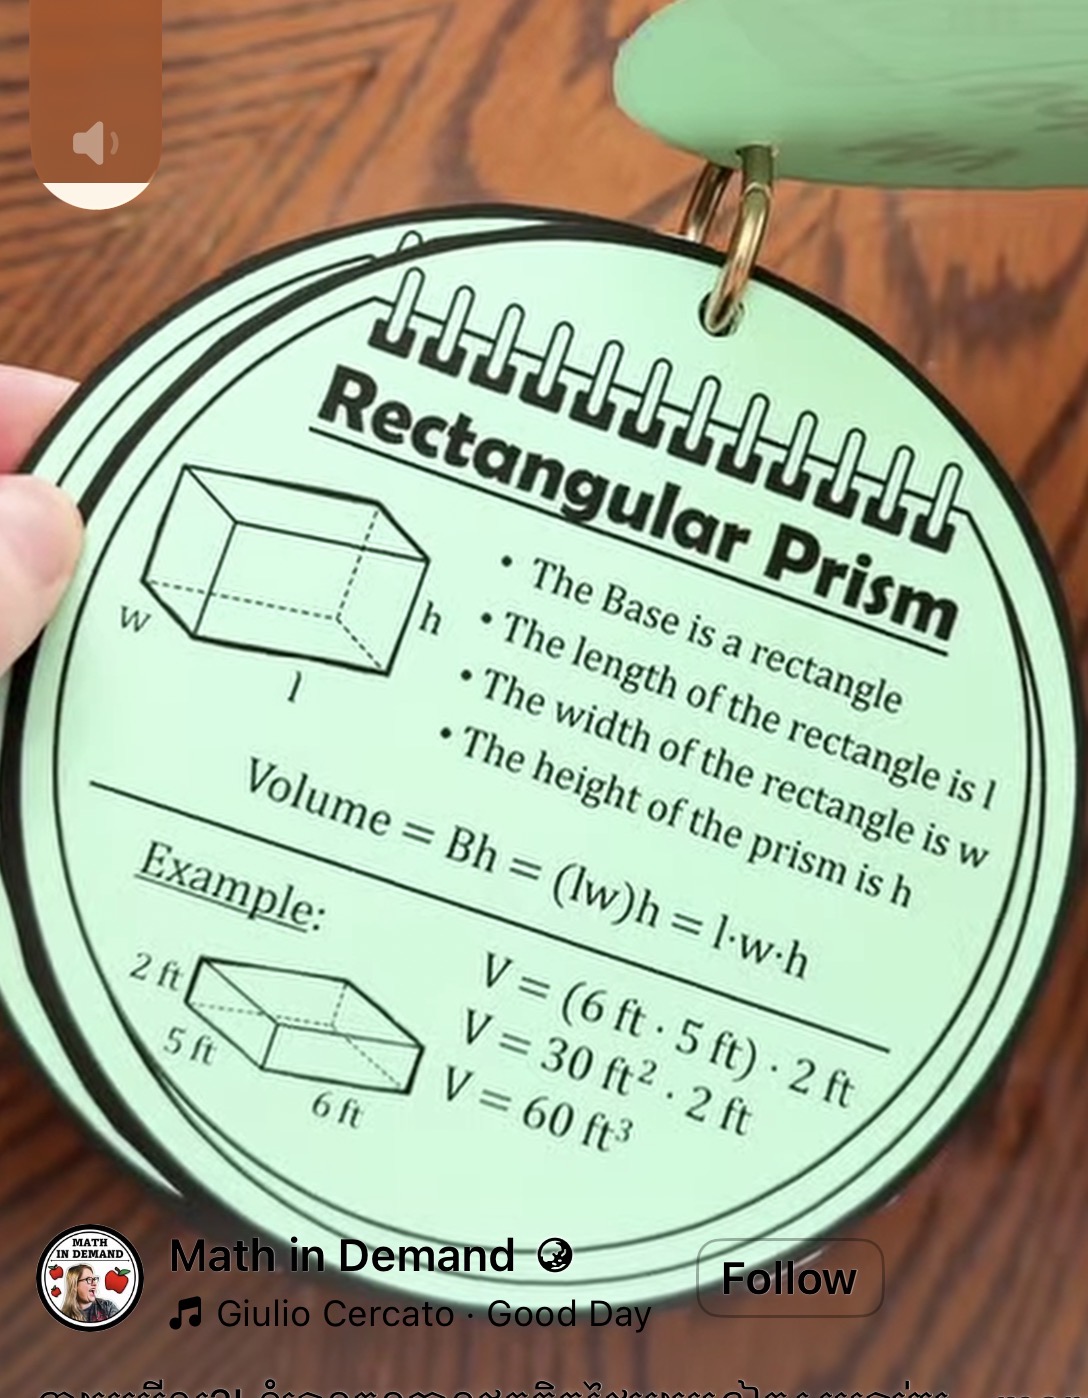 Rectangular Prism
w
h
l
• The Base is a rectangle
• The length of the rectangle is l
• The width of the rectangle is w
• The height of the prism is h
Volume = Bh = (lw)h = l·w·h
Example:
2 ft
5 ft
6 ft
V = (6 ft · 5 ft) · 2 ft
V = 30 ft² · 2 ft
V = 60 ft³
MATH
IN DEMAND
Math in Demand
Follow
Giulio Cercato · Good Day